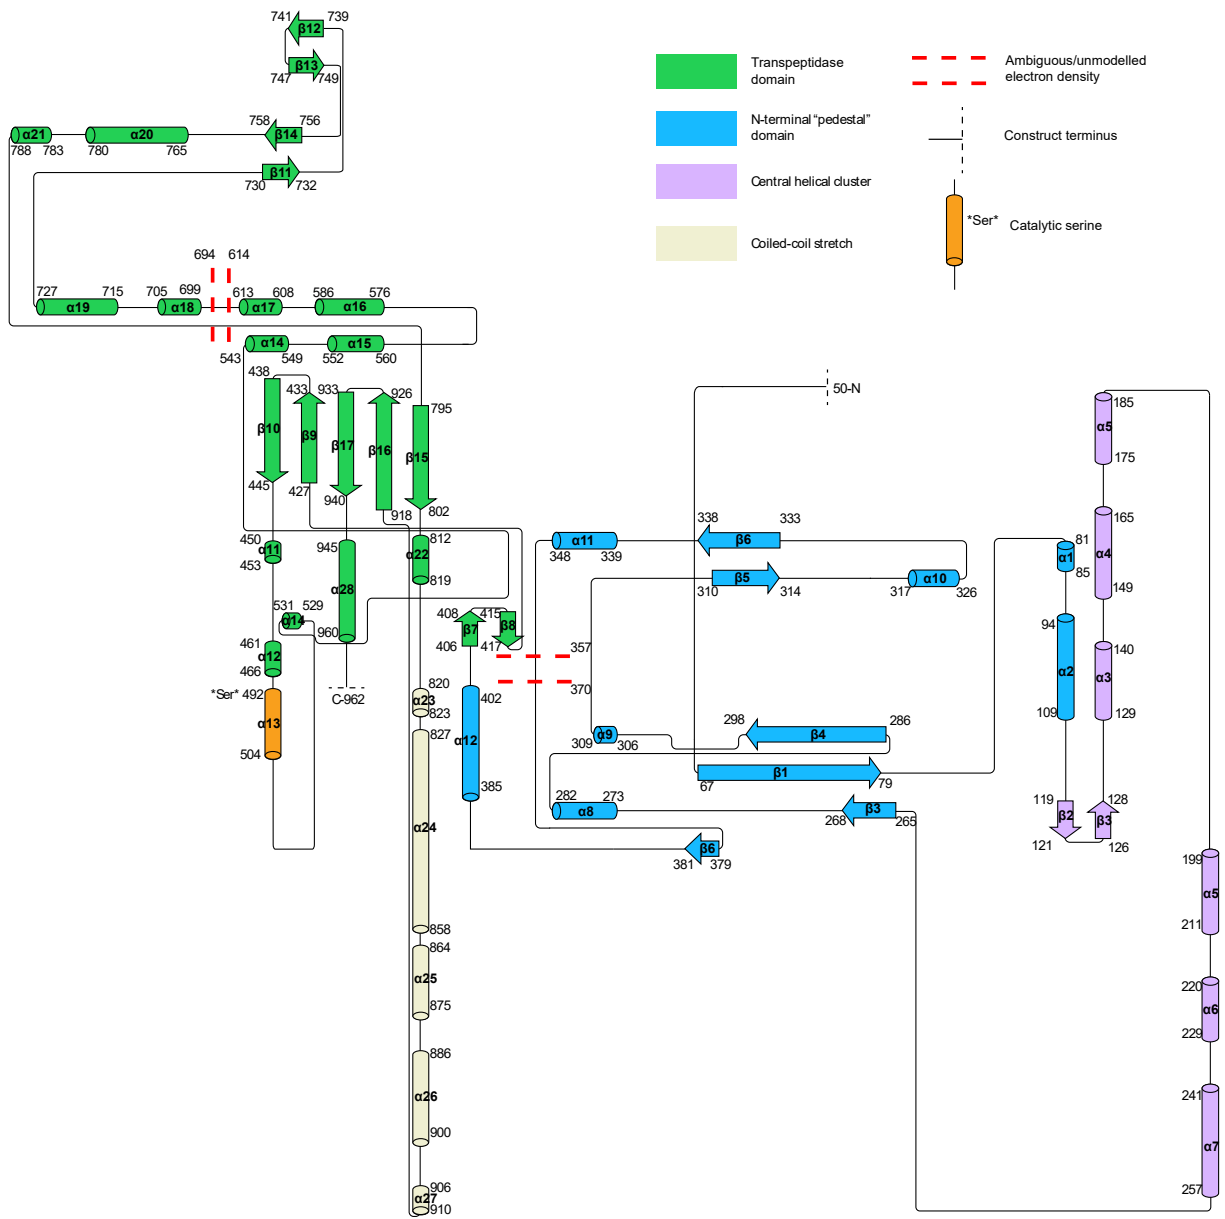 741 739
β12
β13
747 749
758 756
α21 α20 β14
788 783 780 765
β11
730 732
Transpeptidase
domain
N-terminal “pedestal”
domain
Central helical cluster
Coiled-coil stretch
Ambiguous/unmodelled
electron density
Construct terminus
*Ser*
Catalytic serine
694 614
727 715 705 699 613 608 586 576
α19 α18 α17 α16
α14 α15
543 549 552 560
438 433 933 926 795
β10 β9 β17 β16 β15
445 427 940 918 802
50-N
450 945 812
α11 α22
453 819
α28
531 529
α14
960
461
α12
466
*Ser* 492
α13
504
C-962
408 415
β7 β8
406 417
357
370
820
α23
823
827
α24
858
864
α25
875
886
α26
900
906
α27
910
402
α12
385
338 333
α11 β6
348 339
β5 α10
310 314 317 326
298 286
α9 β4
309 306
β1
67 79
282 273
α8 β3
268 265
β6
381 379
81
α1
85
94
α2
109
119
β2
121
185
α5
175
165
α4
149
140
α3
129
128
β3
126
199
α5
211
220
α6
229
241
α7
257